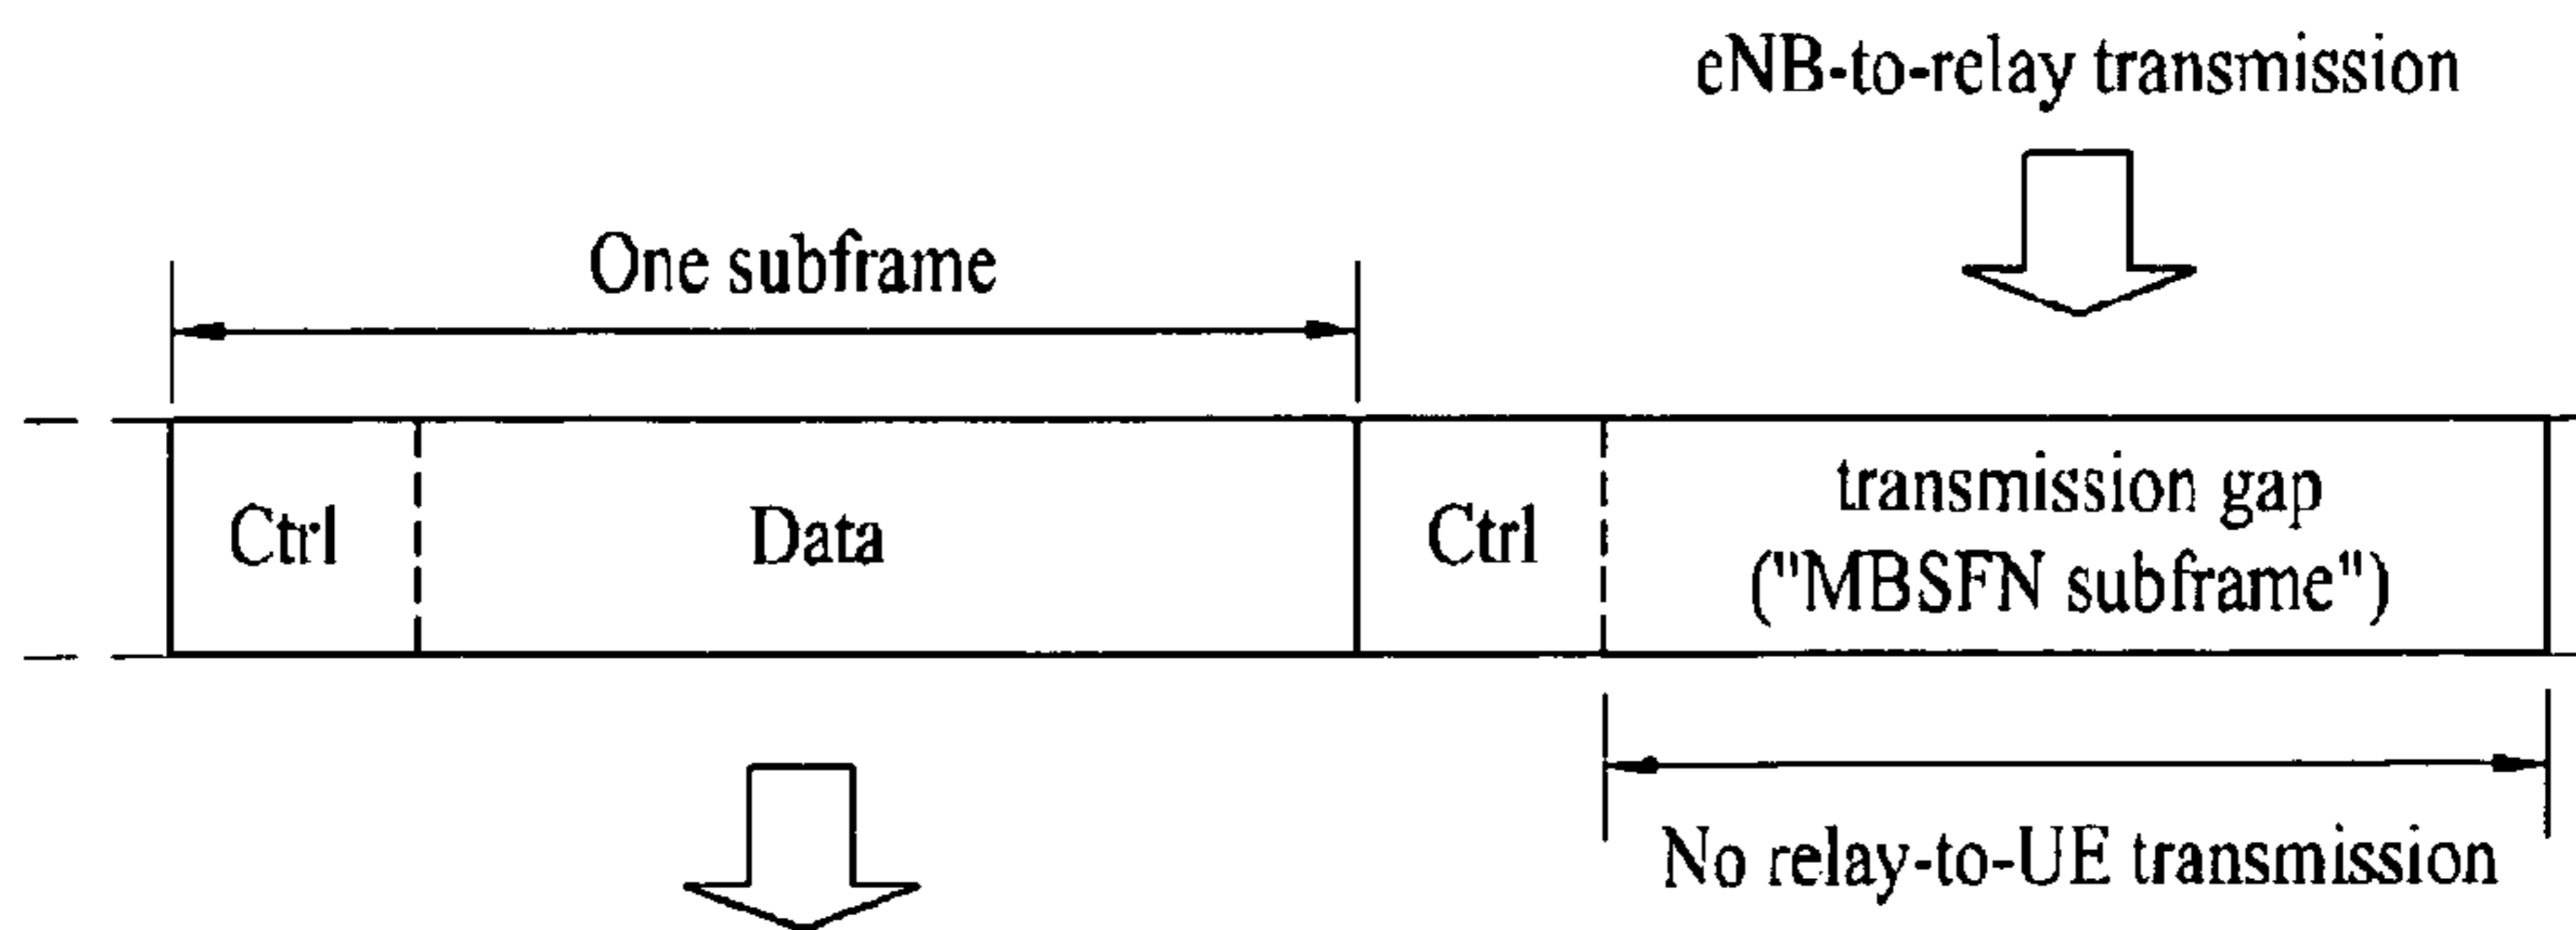 eNB-to-relay transmission
One subframe
Ctrl
Data
Ctrl
transmission gap
("MBSFN subframe")
No relay-to-UE transmission